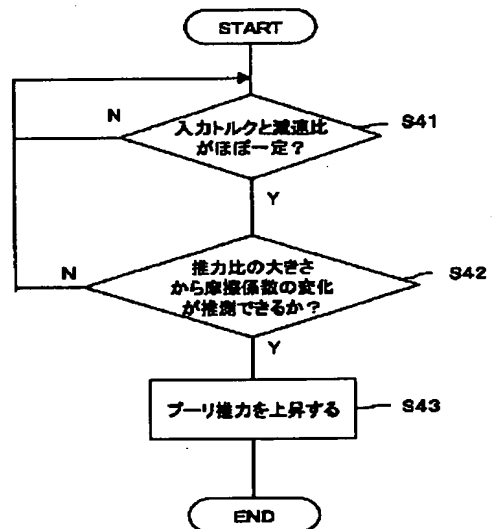 START
N
入力トルクと減速比
がほぼ一定？
S41
Y
推力比の大きさ
から摩擦係数の変化
が推測できるか？
S42
N
Y
プーリ推力を上昇する
S43
END